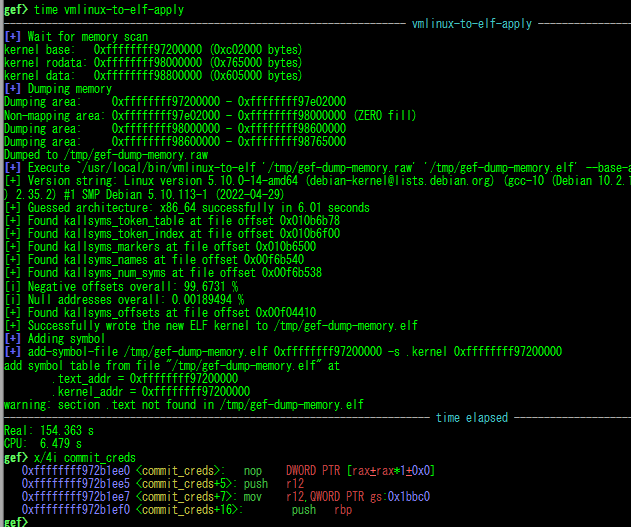 gef> time vmlinux-to-elf-apply
vmlinux-to-elf-apply
[+] Wait for memory scan
kernel base:   0xffffffff97200000 (0xc02000 bytes)
kernel rodata: 0xffffffff98000000 (0x765000 bytes)
kernel data:   0xffffffff98800000 (0x605000 bytes)
[+] Dumping memory
Dumping area:     0xffffffff97200000 - 0xffffffff97e02000
Non-mapping area: 0xffffffff97e02000 - 0xffffffff98000000 (ZERO fill)
Dumping area:     0xffffffff98000000 - 0xffffffff98600000
Dumping area:     0xffffffff98600000 - 0xffffffff98765000
Dumped to /tmp/gef-dump-memory.raw
[+] Execute `/usr/local/bin/vmlinux-to-elf '/tmp/gef-dump-memory.raw' '/tmp/gef-dump-memory.elf' --base-a
[+] Version string: Linux version 5.10.0-14-amd64 (debian-kernel@lists.debian.org) (gcc-10 (Debian 10.2.1
) 2.35.2) #1 SMP Debian 5.10.113-1 (2022-04-29)
[+] Guessed architecture: x86_64 successfully in 6.01 seconds
[+] Found kallsyms_token_table at file offset 0x010b6b78
[+] Found kallsyms_token_index at file offset 0x010b6f00
[+] Found kallsyms_markers at file offset 0x010b6500
[+] Found kallsyms_names at file offset 0x00f6b540
[+] Found kallsyms_num_syms at file offset 0x00f6b538
[i] Negative offsets overall: 99.6731 %
[i] Null addresses overall: 0.00189494 %
[+] Found kallsyms_offsets at file offset 0x00f04410
[+] Successfully wrote the new ELF kernel to /tmp/gef-dump-memory.elf
[+] Adding symbol
[+] add-symbol-file /tmp/gef-dump-memory.elf 0xffffffff97200000 -s .kernel 0xffffffff97200000
add symbol table from file "/tmp/gef-dump-memory.elf" at
.text_addr = 0xffffffff97200000
.kernel_addr = 0xffffffff97200000
warning: section .text not found in /tmp/gef-dump-memory.elf
time elapsed
Real: 154.363 s
CPU:  6.479 s
gef> x/4i commit_creds
0xffffffff972b1ee0 <commit_creds>:  nop    DWORD PTR [rax+rax*1+0x0]
0xffffffff972b1ee5 <commit_creds+5>: push   r12
0xffffffff972b1ee7 <commit_creds+7>: mov    r12,QWORD PTR gs:0x1bbc0
0xffffffff972b1ef0 <commit_creds+16>:        push   rbp
gef>